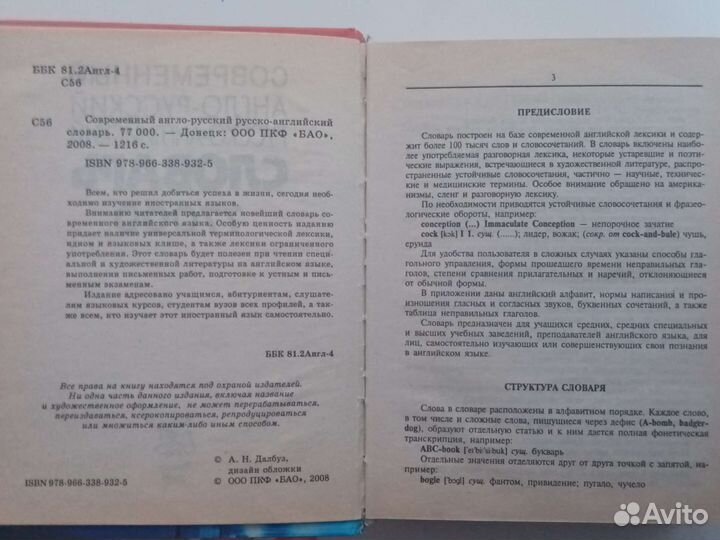 ББК 81.2Англ-4
С56
С56 Современный англо-русский русско-английский
словарь. 77 000. — Донецк: ООО ПКФ «БАО»,
2008. — 1216 с.
ISBN 978-966-338-932-5
Всем, кто решил добиться успеха в жизни, сегодня необ-
ходимо изучение иностранных языков.
Вниманию читателей предлагается новейший словарь со-
временного английского языка. Особую ценность изданию
придает наличие универсальной терминологической лексики,
идиом и языковых клише, а также лексики ограниченного
употребления. Этот словарь будет полезен при чтении специ-
альной и художественной литературы на английском языке,
выполнении письменных работ, подготовке к устным и пись-
менным экзаменам.
Издание адресовано учащимся, абитуриентам, слушате-
лям языковых курсов, студентам вузов всех профилей, а так-
же всем, кто изучает этот иностранный язык самостоятельно.
ББК 81.2Англ-4
Все права на книгу находятся под охраной издателей.
Ни одна часть данного издания, включая название
и художественное оформление, не может перерабатываться,
переиздаваться, ксерокопироваться, репродуцироваться
или множиться каким-либо иным способом.
© А. Н. Далбуз,
дизайн обложки
ISBN 978-966-338-932-5 © ООО ПКФ «БАО», 2008
3
ПРЕДИСЛОВИЕ
Словарь построен на базе современной английской лексики и содер-
жит более 100 тысяч слов и словосочетаний. В словарь включены наибо-
лее употребляемая разговорная лексика, некоторые устаревшие и поэти-
ческие выражения, встречающиеся в художественной литературе, распро-
страненные устойчивые словосочетания, частично — научные, техничес-
кие и медицинские термины. Особое внимание обращено на америка-
низмы, сленг и разговорную лексику.
По необходимости приводятся устойчивые словосочетания и фразео-
логические обороты, например:
conception (...) Immaculate Conception — непорочное зачатие
cock [kɔk] I 1. сущ. (.....); лидер, вожак; (сокр. от cock-and-bule) чушь,
ерунда
Для удобства пользователя в сложных случаях указаны способы
глагольного управления, формы прошедшего времени неправильных гла-
голов, степени сравнения прилагательных и наречий, отклоняющиеся
от обычной формы.
В приложении даны английский алфавит, нормы написания и про-
изношения гласных и согласных звуков, буквенных сочетаний, а также
таблица неправильных глаголов.
Словарь предназначен для учащихся средних, средних специальных
и высших учебных заведений, преподавателей английского языка, для
лиц, самостоятельно изучающих или совершенствующих свои познания
в английском языке.
СТРУКТУРА СЛОВАРЯ
Слова в словаре расположены в алфавитном порядке. Каждое слово,
в том числе и сложные слова, пишущиеся через дефис (A-bomb, badger-
dog), образуют отдельную статью и к ним дается полная фонетическая
транскрипция, например:
ABC-book сущ. букварь
Отдельные значения отделяются друг от друга точкой с запятой, на-
пример:
bogle ['bəugl] сущ. фантом, привидение; пугало, чучело
Avito